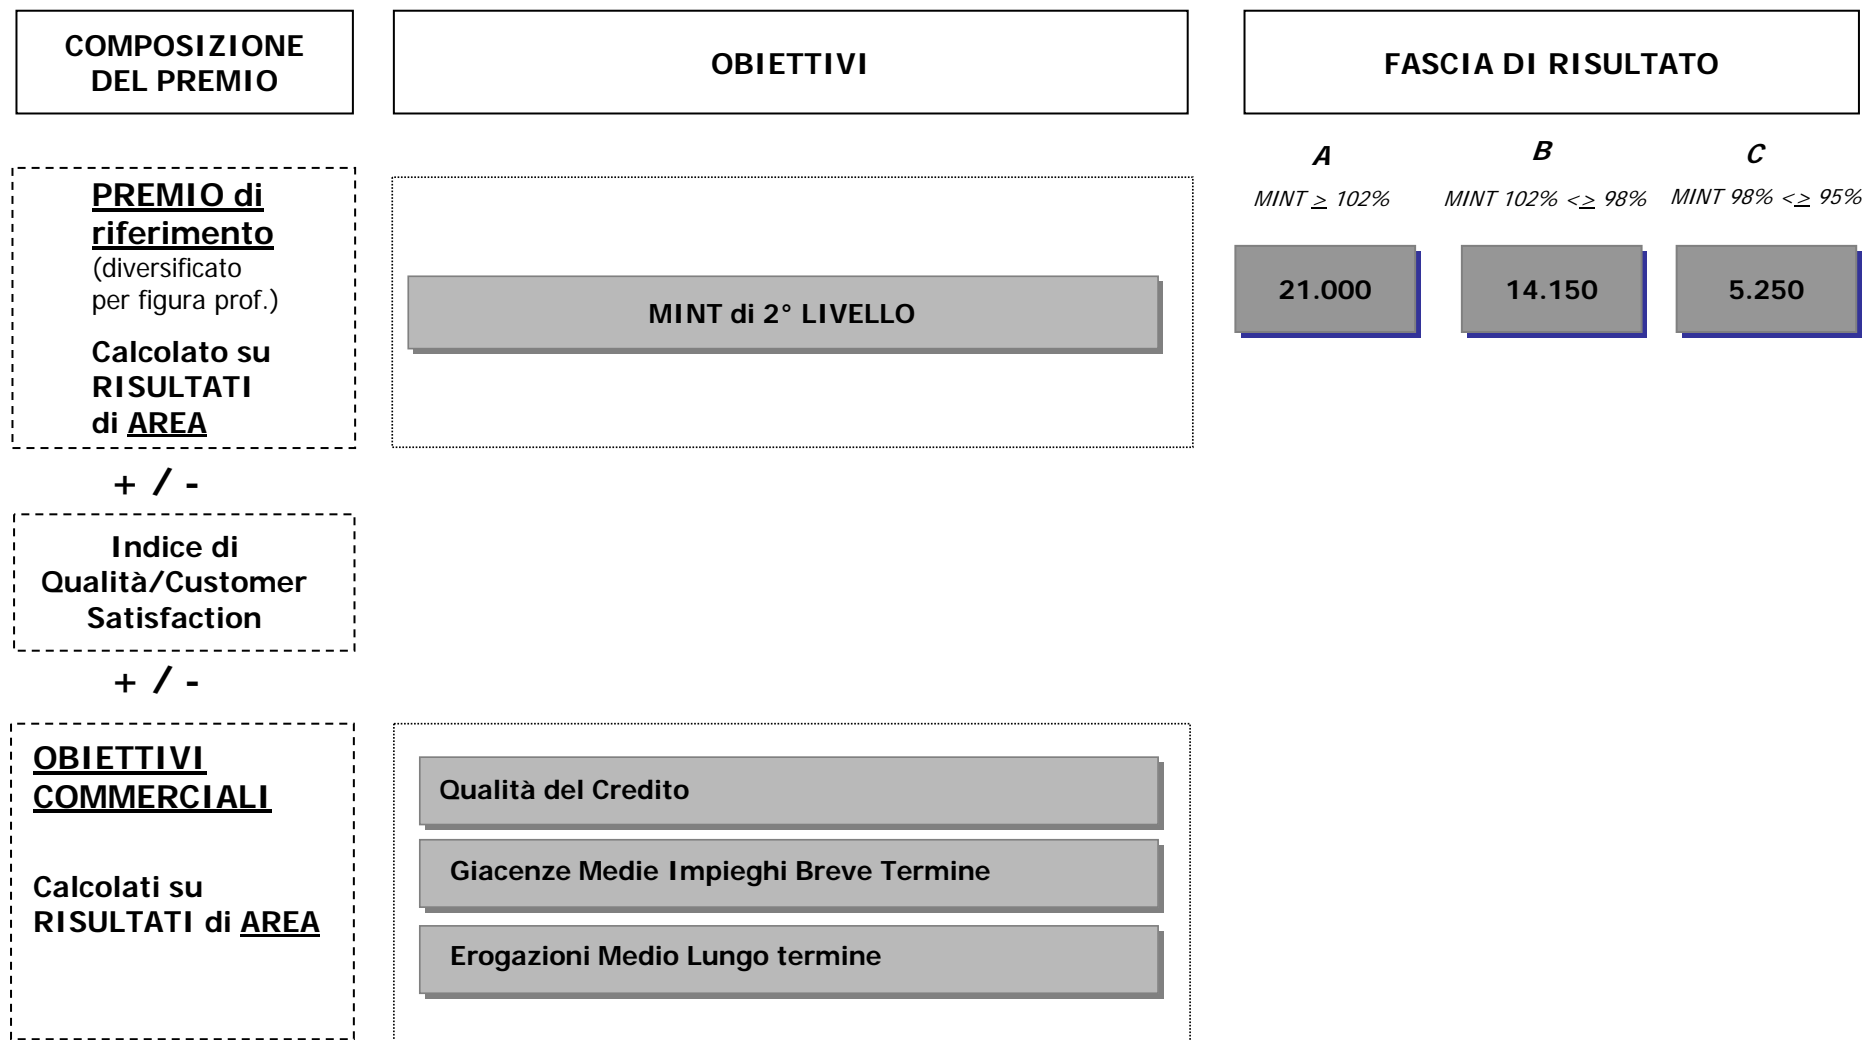 COMPOSIZIONE
DEL PREMIO
OBIETTIVI
FASCIA DI RISULTATO
A
B
C
MINT ≥ 102%
MINT 102% <≥ 98%
MINT 98% <≥ 95%
PREMIO di
riferimento
(diversificato
per figura prof.)
Calcolato su
RISULTATI
di AREA
MINT di 2° LIVELLO
21.000
14.150
5.250
+ / -
Indice di
Qualità/Customer
Satisfaction
+ / -
OBIETTIVI
COMMERCIALI
Calcolati su
RISULTATI di AREA
Qualità del Credito
Giacenze Medie Impieghi Breve Termine
Erogazioni Medio Lungo termine